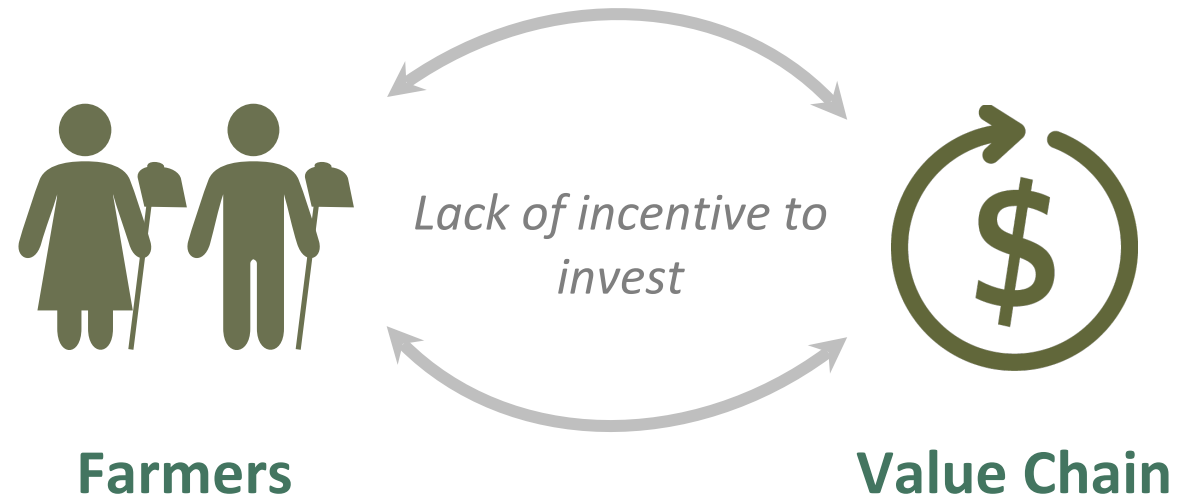 Lack of incentive to
invest
$
Farmers
Value Chain